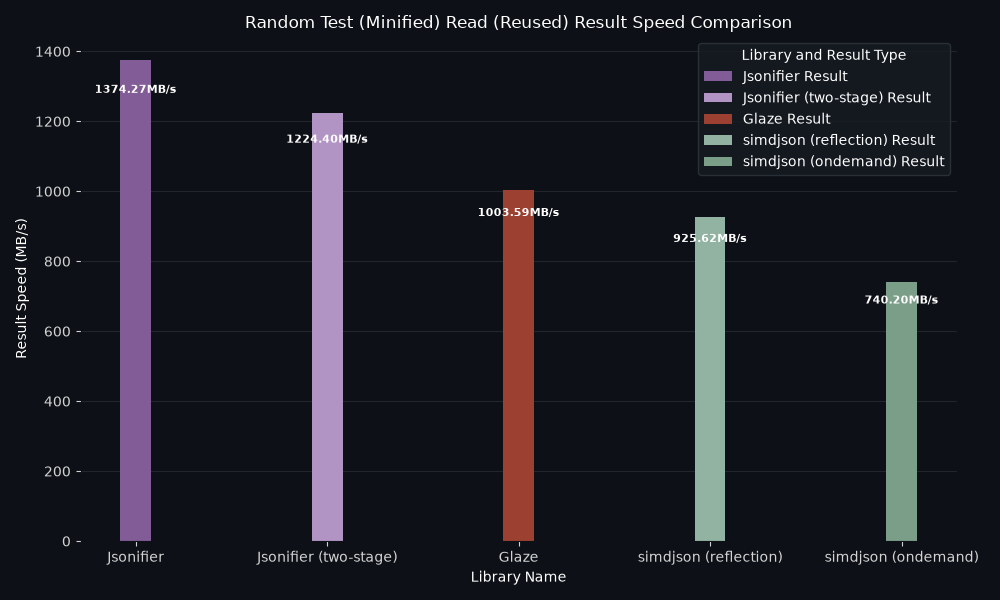 Random Test (Minified) Read (Reused) Result Speed Comparison
Library and Result Type
Jsonifier Result
Jsonifier (two-stage) Result
Glaze Result
simdjson (reflection) Result
simdjson (ondemand) Result
Result Speed (MB/s)
1400
1200
1000
800
600
400
200
0
1374.27MB/s
1224.40MB/s
1003.59MB/s
925.62MB/s
740.20MB/s
Jsonifier
Jsonifier (two-stage)
Glaze
simdjson (reflection)
simdjson (ondemand)
Library Name